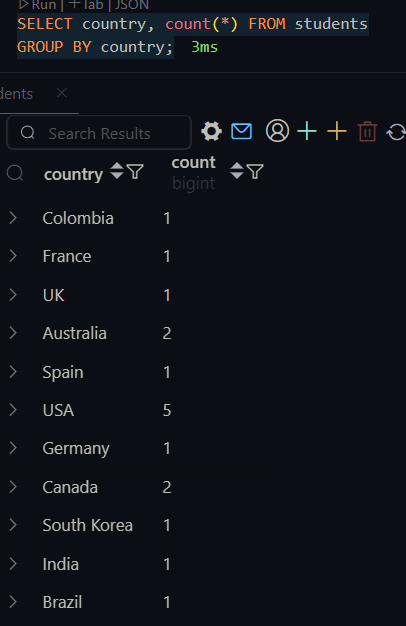 Run | + Tab | JSON
SELECT country, count(*) FROM students
GROUP BY country; 3ms
dents
Search Results
country count
bigint
Colombia 1
France 1
UK 1
Australia 2
Spain 1
USA 5
Germany 1
Canada 2
South Korea 1
India 1
Brazil 1